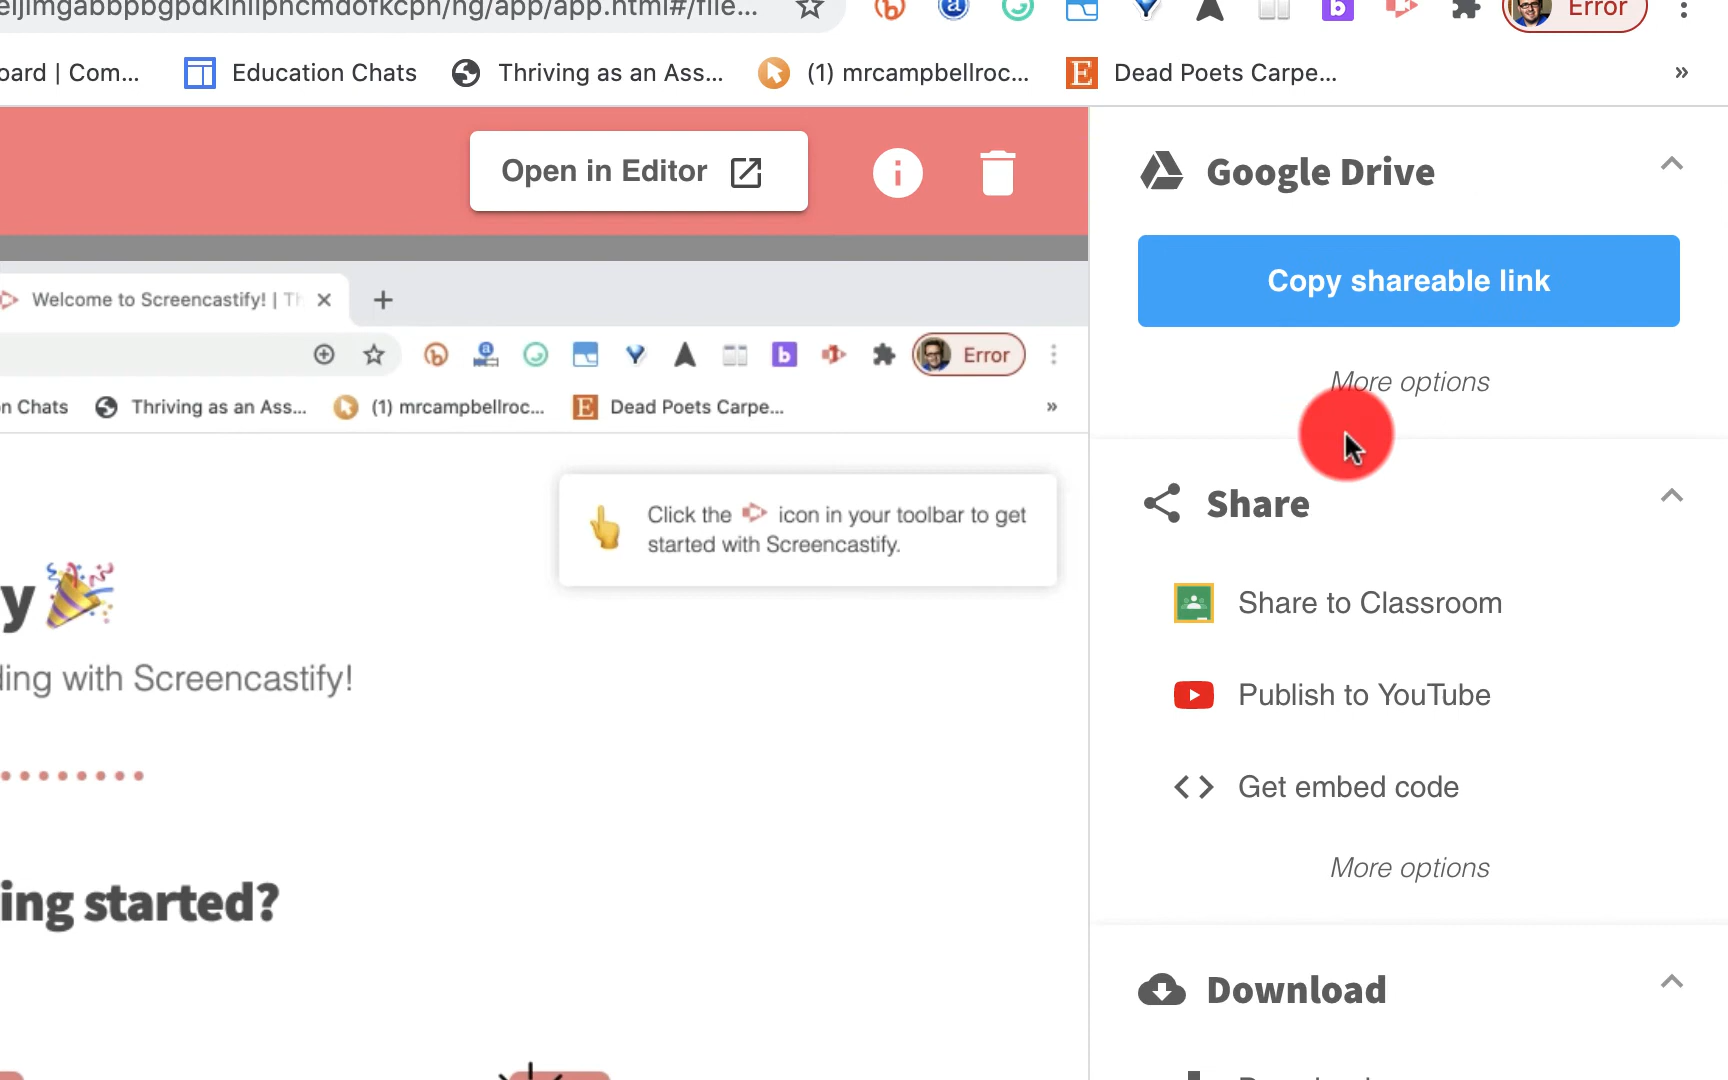 eijimgabbpbgpdklnllpncmdofkcpn/ng/app/app.html#/file...
Error
oard | Com...
Education Chats
Thriving as an Ass...
(1) mrcampbellroc...
Dead Poets Carpe...
»
Open in Editor
Google Drive
Copy shareable link
More options
Welcome to Screencastify! | Th
Error
n Chats
Thriving as an Ass...
(1) mrcampbellroc...
Dead Poets Carpe...
»
Click the icon in your toolbar to get
started with Screencastify.
y
ding with Screencastify!
ing started?
Share
Share to Classroom
Publish to YouTube
Get embed code
More options
Download